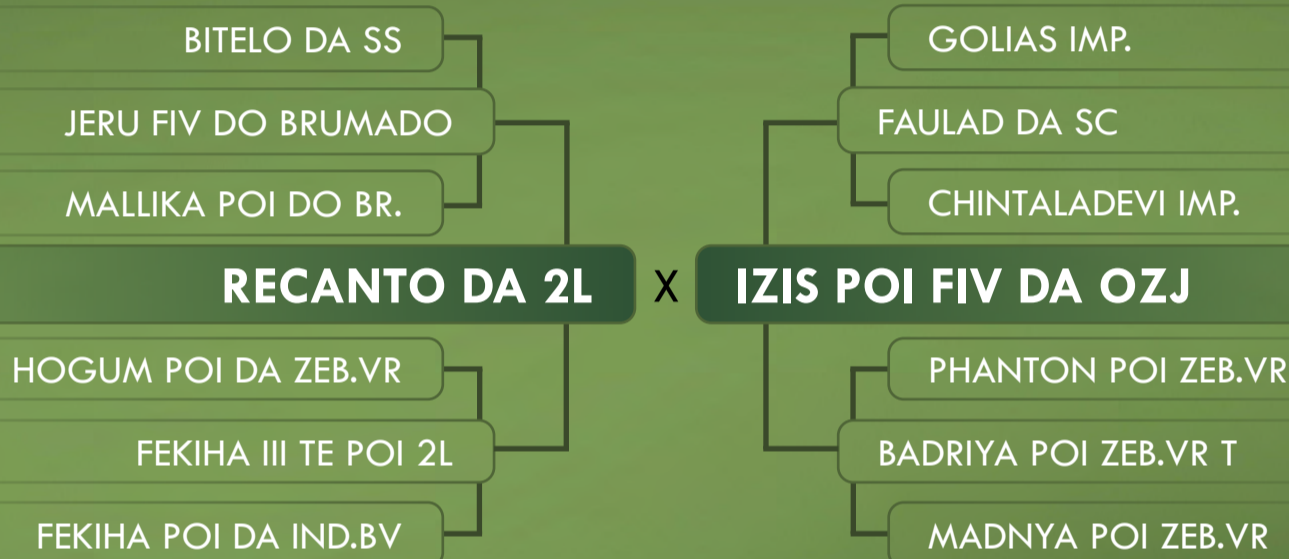 BITELO DA SS
GOLIAS IMP.
JERU FIV DO BRUMADO
FAULAD DA SC
MALLIKA POI DO BR.
CHINTALADEVI IMP.
RECANTO DA 2L X IZIS POI FIV DA OZJ
HOGUM POI DA ZEB.VR
PHANTON POI ZEB.VR
FEKIHA III TE POI 2L
BADRIYA POI ZEB.VR T
FEKIHA POI DA IND.BV
MADNYA POI ZEB.VR